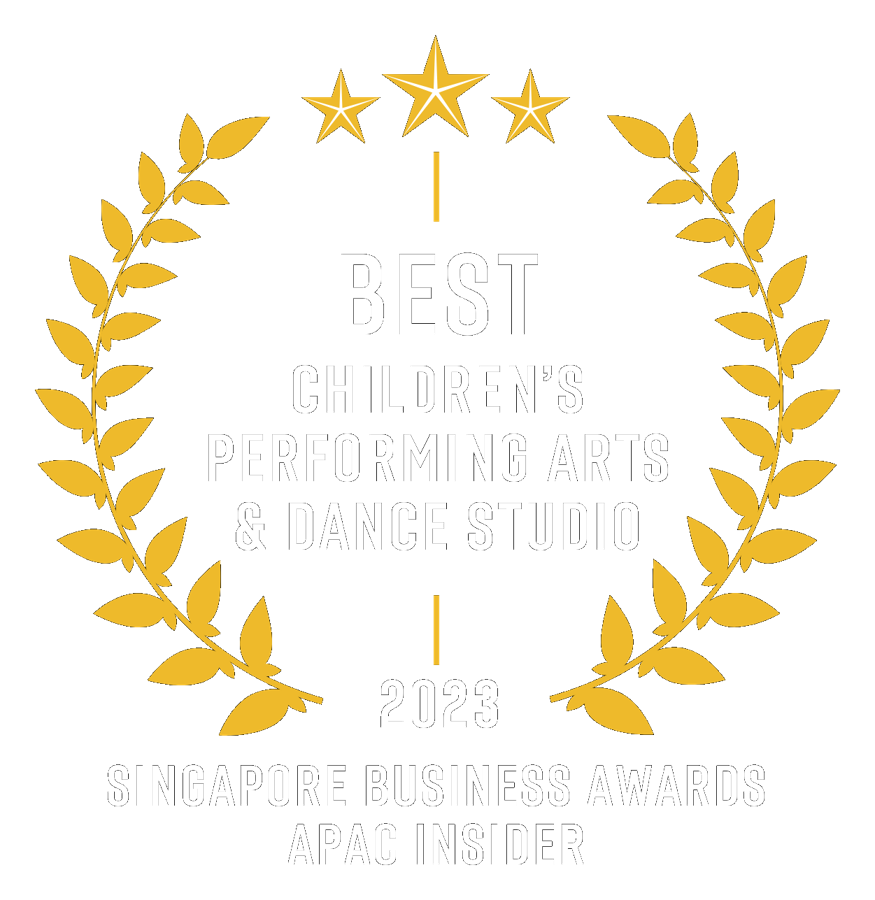 BEST
CHILDREN'S
PERFORMING ARTS
& DANCE STUDIO
2023
SINGAPORE BUSINESS AWARDS
APAC INSIDER